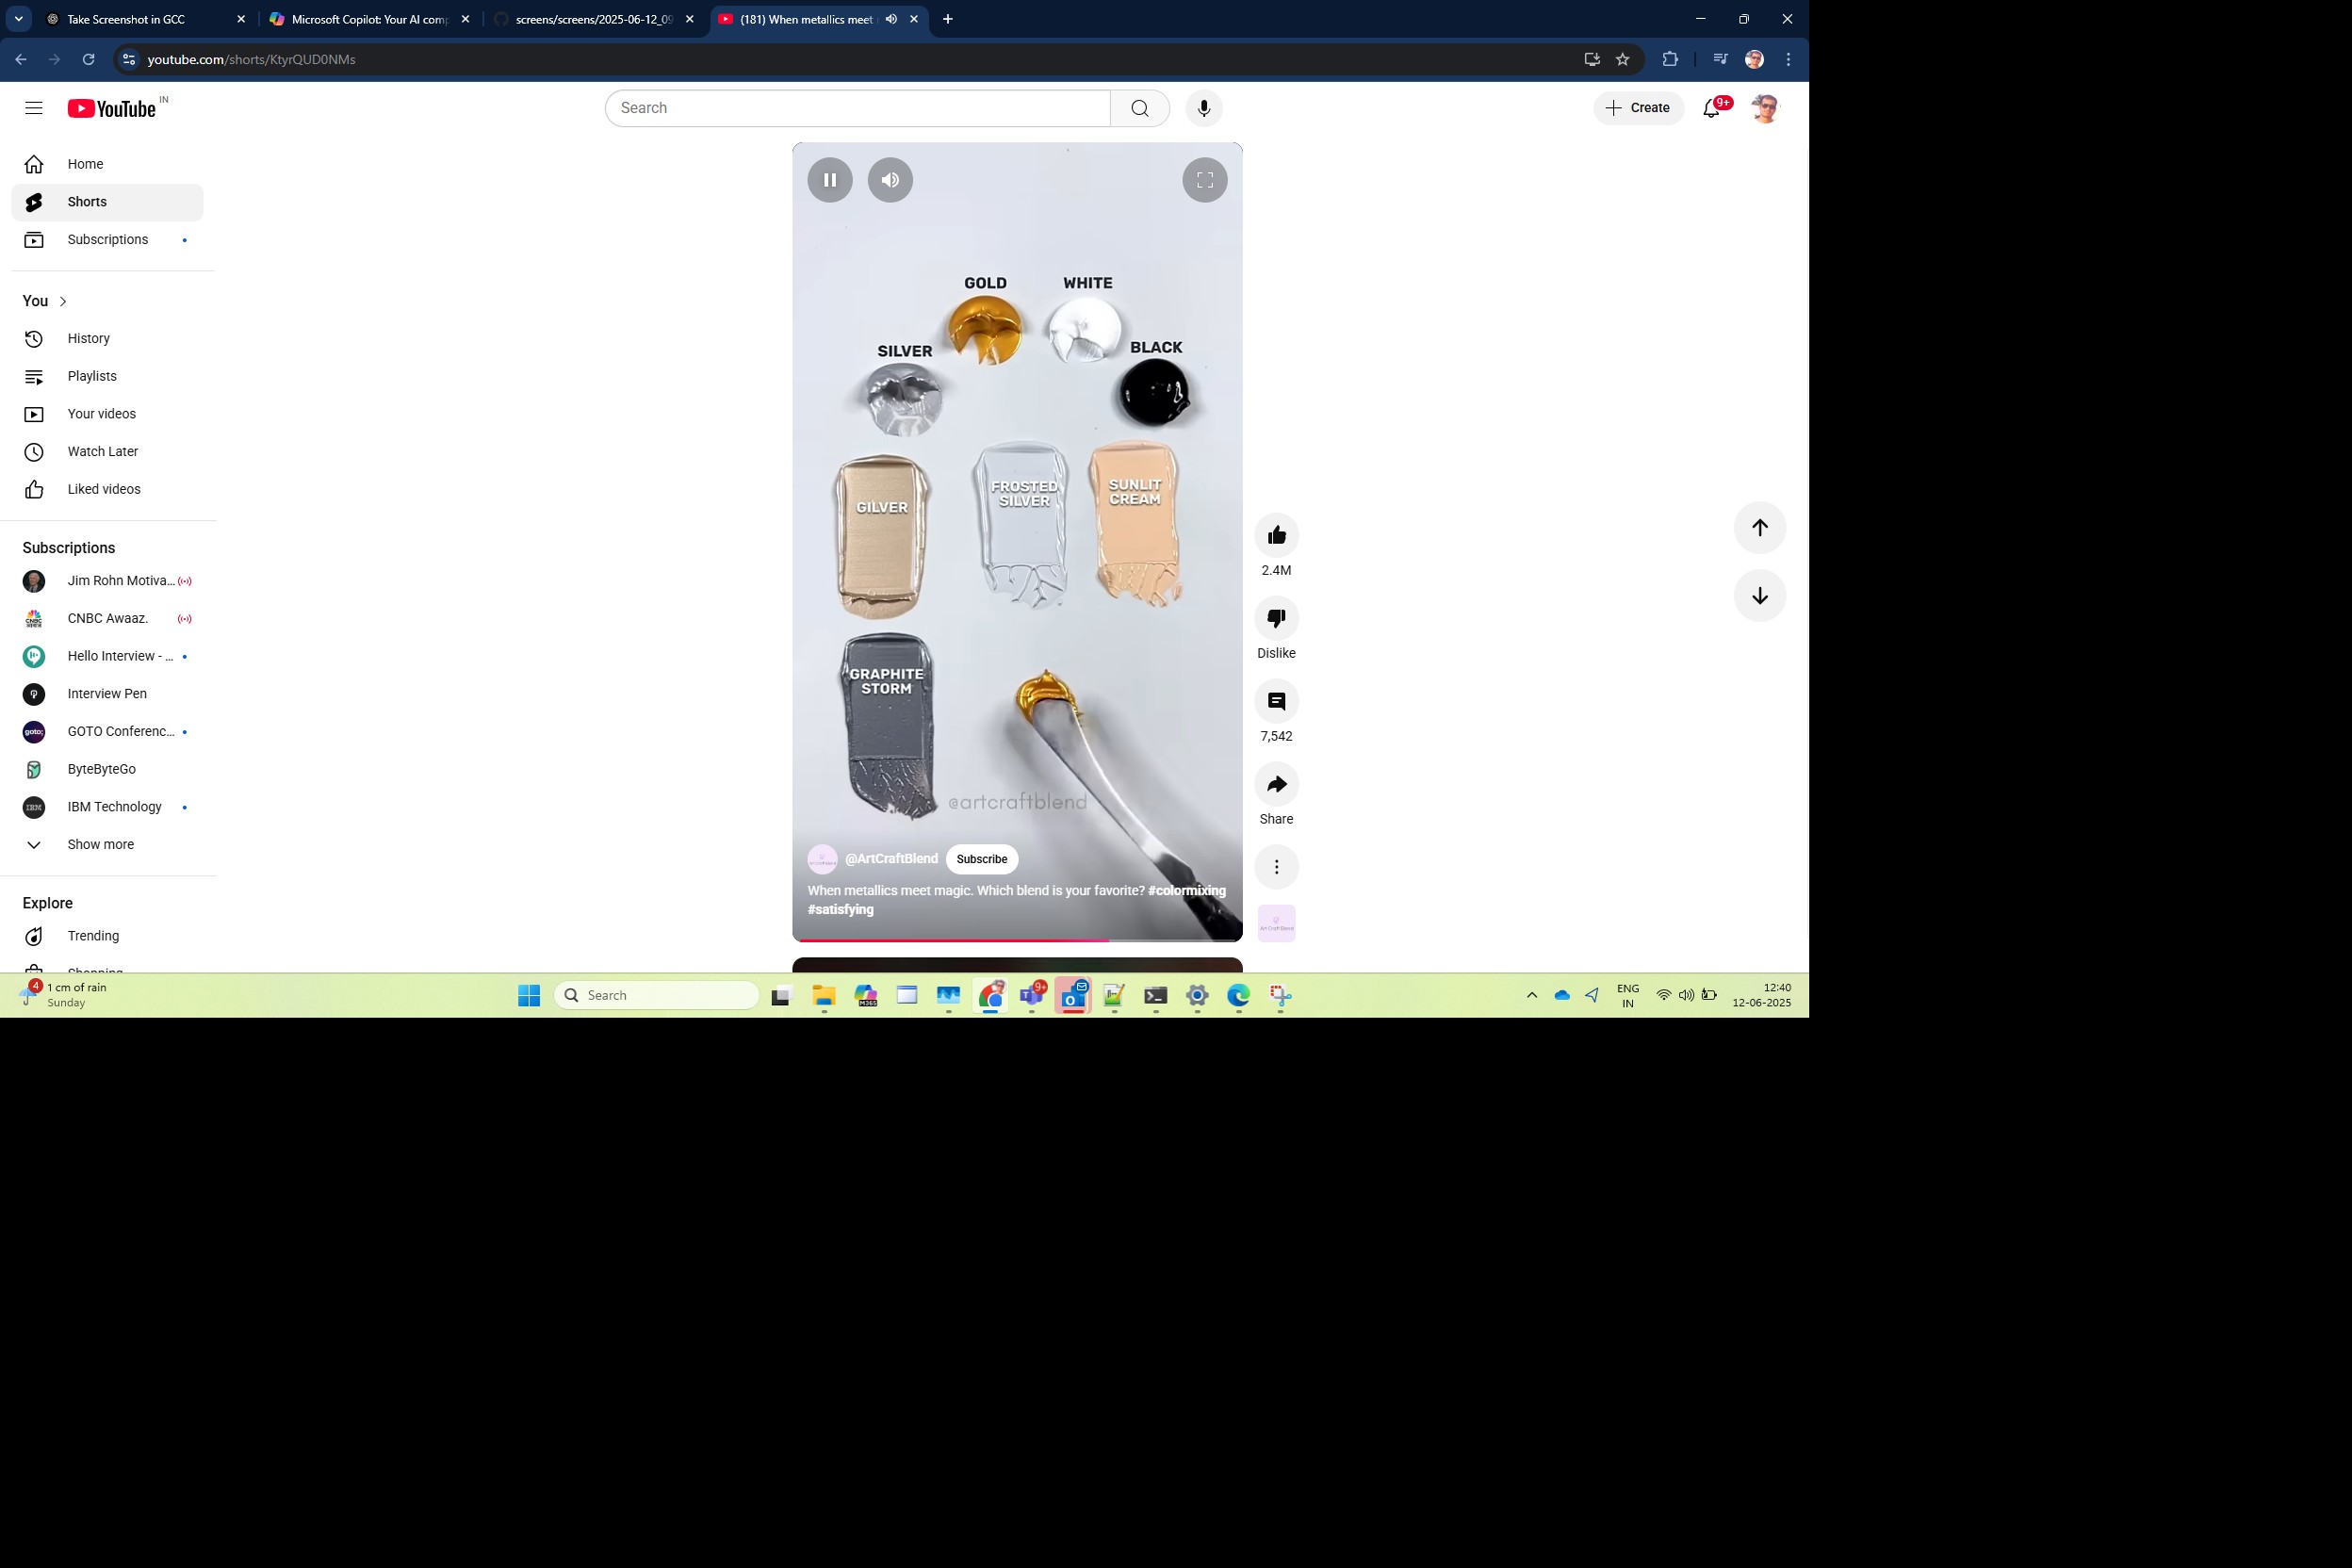 Take Screenshot in GCC
Microsoft Copilot: Your AI comp
screens/screens/2025-06-12_09
(181) When metallics meet
youtube.com/shorts/KtyrQUD0NMs
YouTube IN
Search
Create
9+
Home
Shorts
Subscriptions
You
History
Playlists
Your videos
Watch Later
Liked videos
Subscriptions
Jim Rohn Motiva...
CNBC Awaaz.
Hello Interview - ...
Interview Pen
GOTO Conferenc...
ByteByteGo
IBM Technology
Show more
Explore
Trending
Shopping
GOLD
WHITE
SILVER
BLACK
GILVER
FROSTED
SILVER
SUNLIT
CREAM
GRAPHITE
STORM
@artcraftblend
@ArtCraftBlend
Subscribe
When metallics meet magic. Which blend is your favorite? #colormixing
#satisfying
2.4M
Dislike
7,542
Share
4
1 cm of rain
Sunday
Search
M365
9+
ENG
IN
12:40
12-06-2025